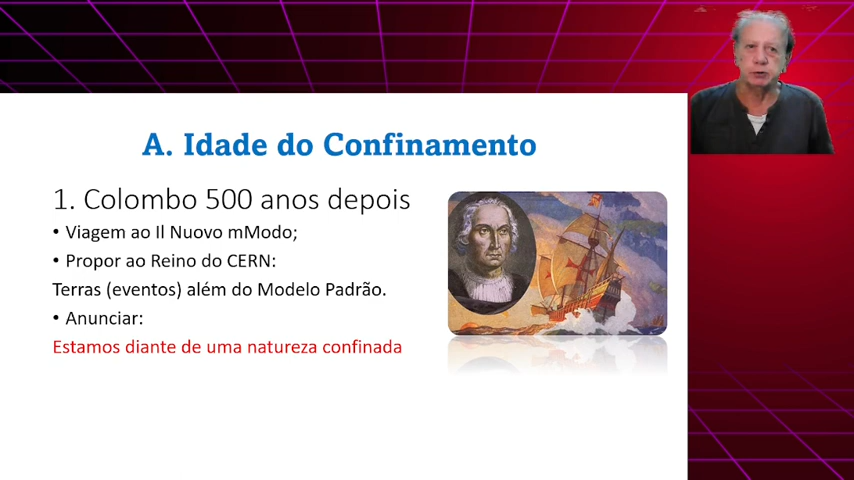 A. Idade do Confinamento
1. Colombo 500 anos depois
• Viagem ao Il Nuovo mModo;
• Propor ao Reino do CERN:
Terras (eventos) além do Modelo Padrão.
• Anunciar:
Estamos diante de uma natureza confinada